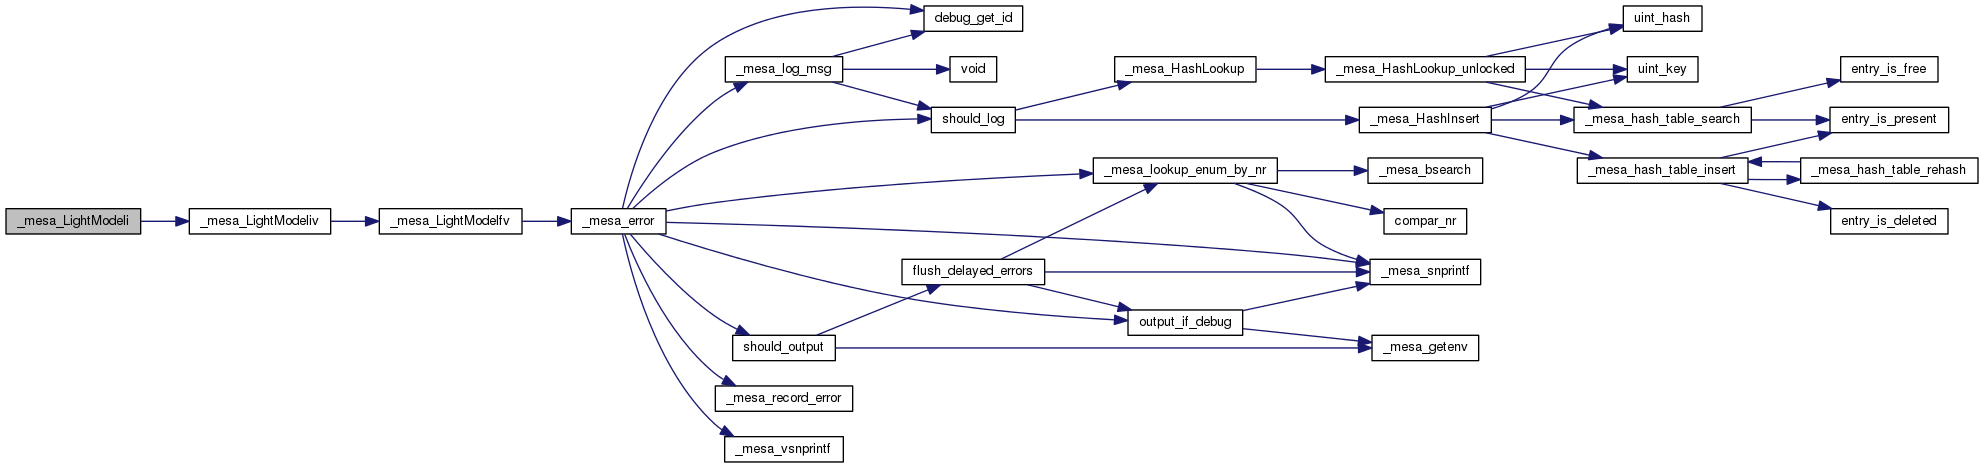 _mesa_LightModeli
_mesa_LightModeliv
_mesa_LightModelfv
_mesa_error
debug_get_id
_mesa_log_msg
void
should_log
_mesa_HashLookup
_mesa_HashLookup_unlocked
uint_hash
uint_key
_mesa_HashInsert
_mesa_hash_table_search
_mesa_hash_table_insert
entry_is_free
entry_is_present
_mesa_hash_table_rehash
entry_is_deleted
_mesa_lookup_enum_by_nr
_mesa_bsearch
compar_nr
flush_delayed_errors
_mesa_snprintf
output_if_debug
should_output
_mesa_getenv
_mesa_record_error
_mesa_vsnprintf